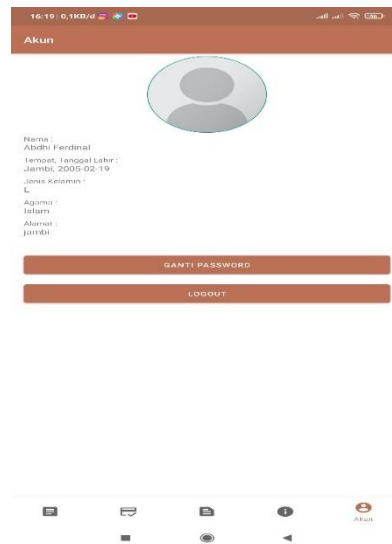 16:19 | 0,1KB/d
Akun
Nama :
Abdhi Ferdinal
Tempat, Tanggal Lahir :
Jambi, 2005-02-19
Jenis Kelamin :
L
Agama :
Islam
Alamat :
jambi
GANTI PASSWORD
LOGOUT
Akun